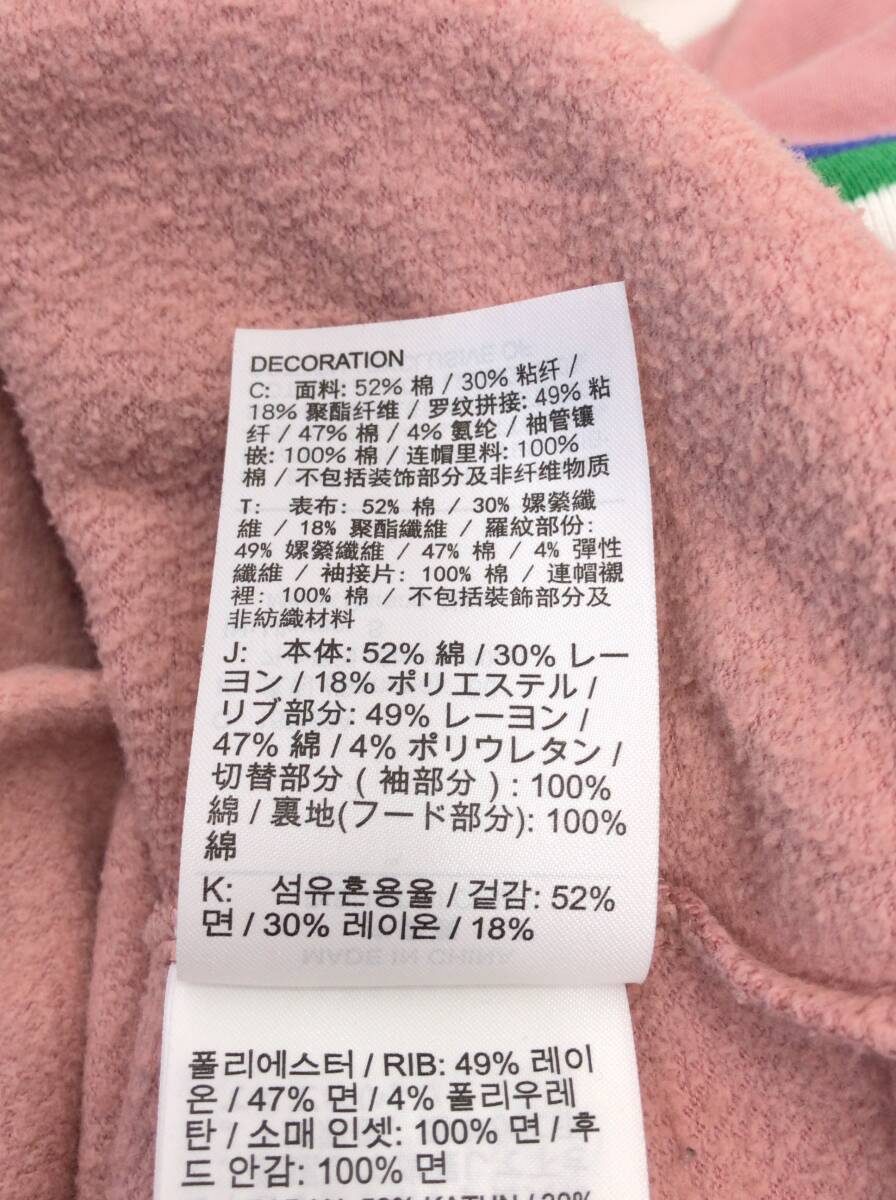 DECORATION
C: 面料: 52% 棉 / 30% 粘纤 /
18% 聚酯纤维 / 罗纹拼接: 49% 粘
纤 / 47% 棉 / 4% 氨纶 / 袖管镶
嵌: 100% 棉 / 连帽里料: 100%
棉 / 不包括装饰部分及非纤维物质
T: 表布: 52% 棉 / 30% 嫘縈纖
維 / 18% 聚酯纖維 / 羅紋部份:
49% 嫘縈纖維 / 47% 棉 / 4% 彈性
纖維 / 袖接片: 100% 棉 / 連帽襯
裡: 100% 棉 / 不包括裝飾部分及
非紡織材料
J: 本体: 52% 綿 / 30% レー
ヨン / 18% ポリエステル /
リブ部分: 49% レーヨン /
47% 綿 / 4% ポリウレタン /
切替部分 ( 袖部分 ) : 100%
綿 / 裏地(フード部分): 100%
綿
K: 섬유혼용율 / 겉감: 52%
면 / 30% 레이온 / 18%
MADE IN CHINA
폴리에스터 / RIB: 49% 레이
온 / 47% 면 / 4% 폴리우레
탄 / 소매 인셋: 100% 면 / 후
드 안감: 100% 면